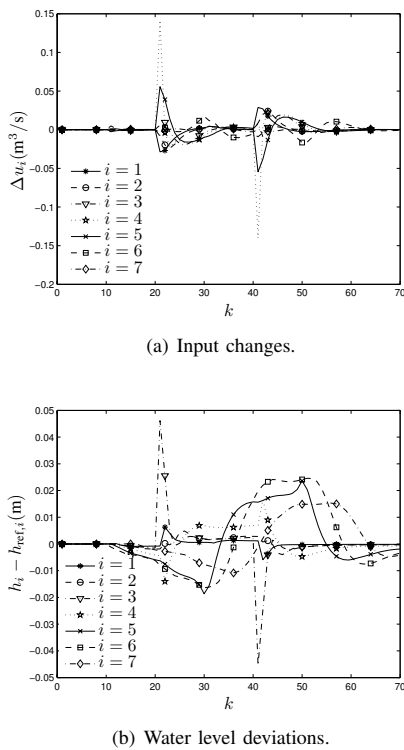 0.15
0.1
0.05
0
−0.05
−0.1
−0.15
−0.2
Δu_i(m³/s)
i = 1
i = 2
i = 3
i = 4
i = 5
i = 6
i = 7
0 10 20 30 40 50 60 70
k
(a) Input changes.
0.05
0.04
0.03
0.02
0.01
0
−0.01
−0.02
−0.03
−0.04
−0.05
h_i − h_ref,i(m)
i = 1
i = 2
i = 3
i = 4
i = 5
i = 6
i = 7
0 10 20 30 40 50 60 70
k
(b) Water level deviations.